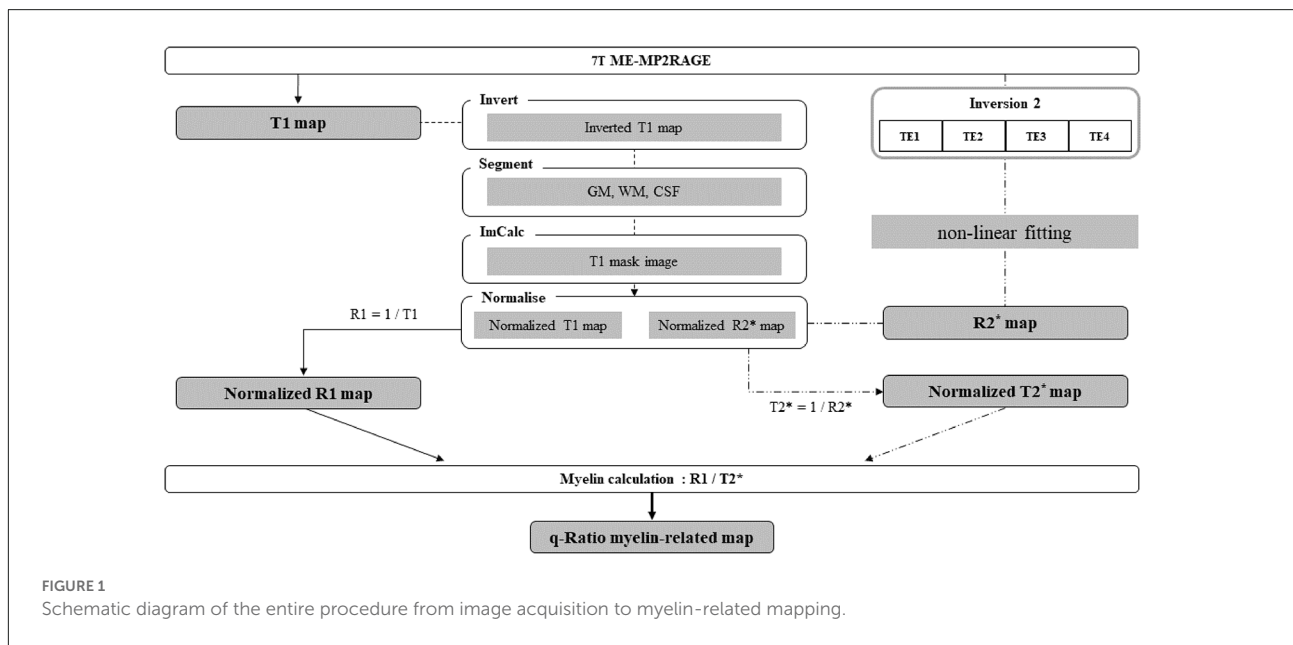 7T ME-MP2RAGE
T1 map
Invert
Inverted T1 map
Inversion 2
TE1 TE2 TE3 TE4
Segment
GM, WM, CSF
non-linear fitting
ImCalc
T1 mask image
Normalise
Normalized T1 map
Normalized R2* map
R1 = 1 / T1
R2* map
Normalized R1 map
T2* = 1 / R2*
Normalized T2* map
Myelin calculation : R1 / T2*
q-Ratio myelin-related map
FIGURE 1
Schematic diagram of the entire procedure from image acquisition to myelin-related mapping.